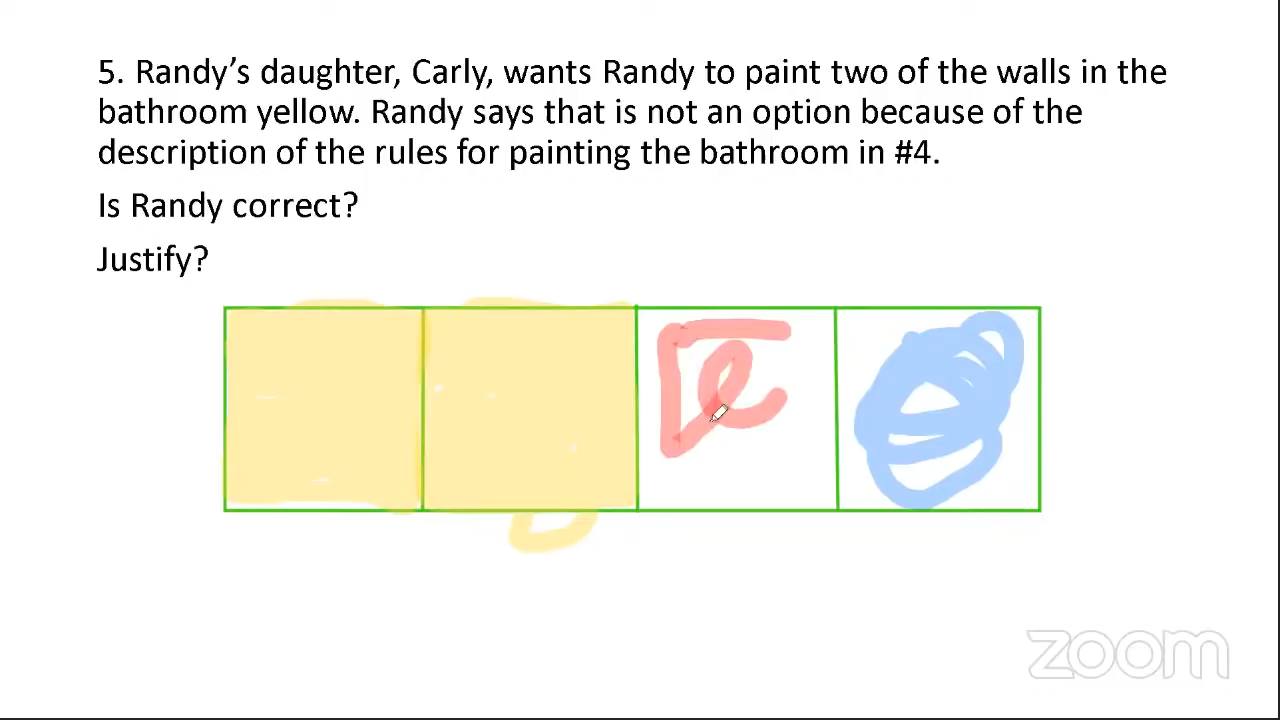 5. Randy's daughter, Carly, wants Randy to paint two of the walls in the
bathroom yellow. Randy says that is not an option because of the
description of the rules for painting the bathroom in #4.
Is Randy correct?
Justify?
zoom